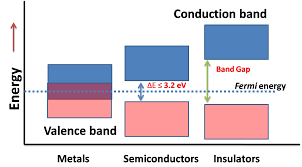 Conduction band
Energy
ΔE ≤ 3.2 eV
Band Gap
Fermi energy
Valence band
Metals
Semiconductors
Insulators